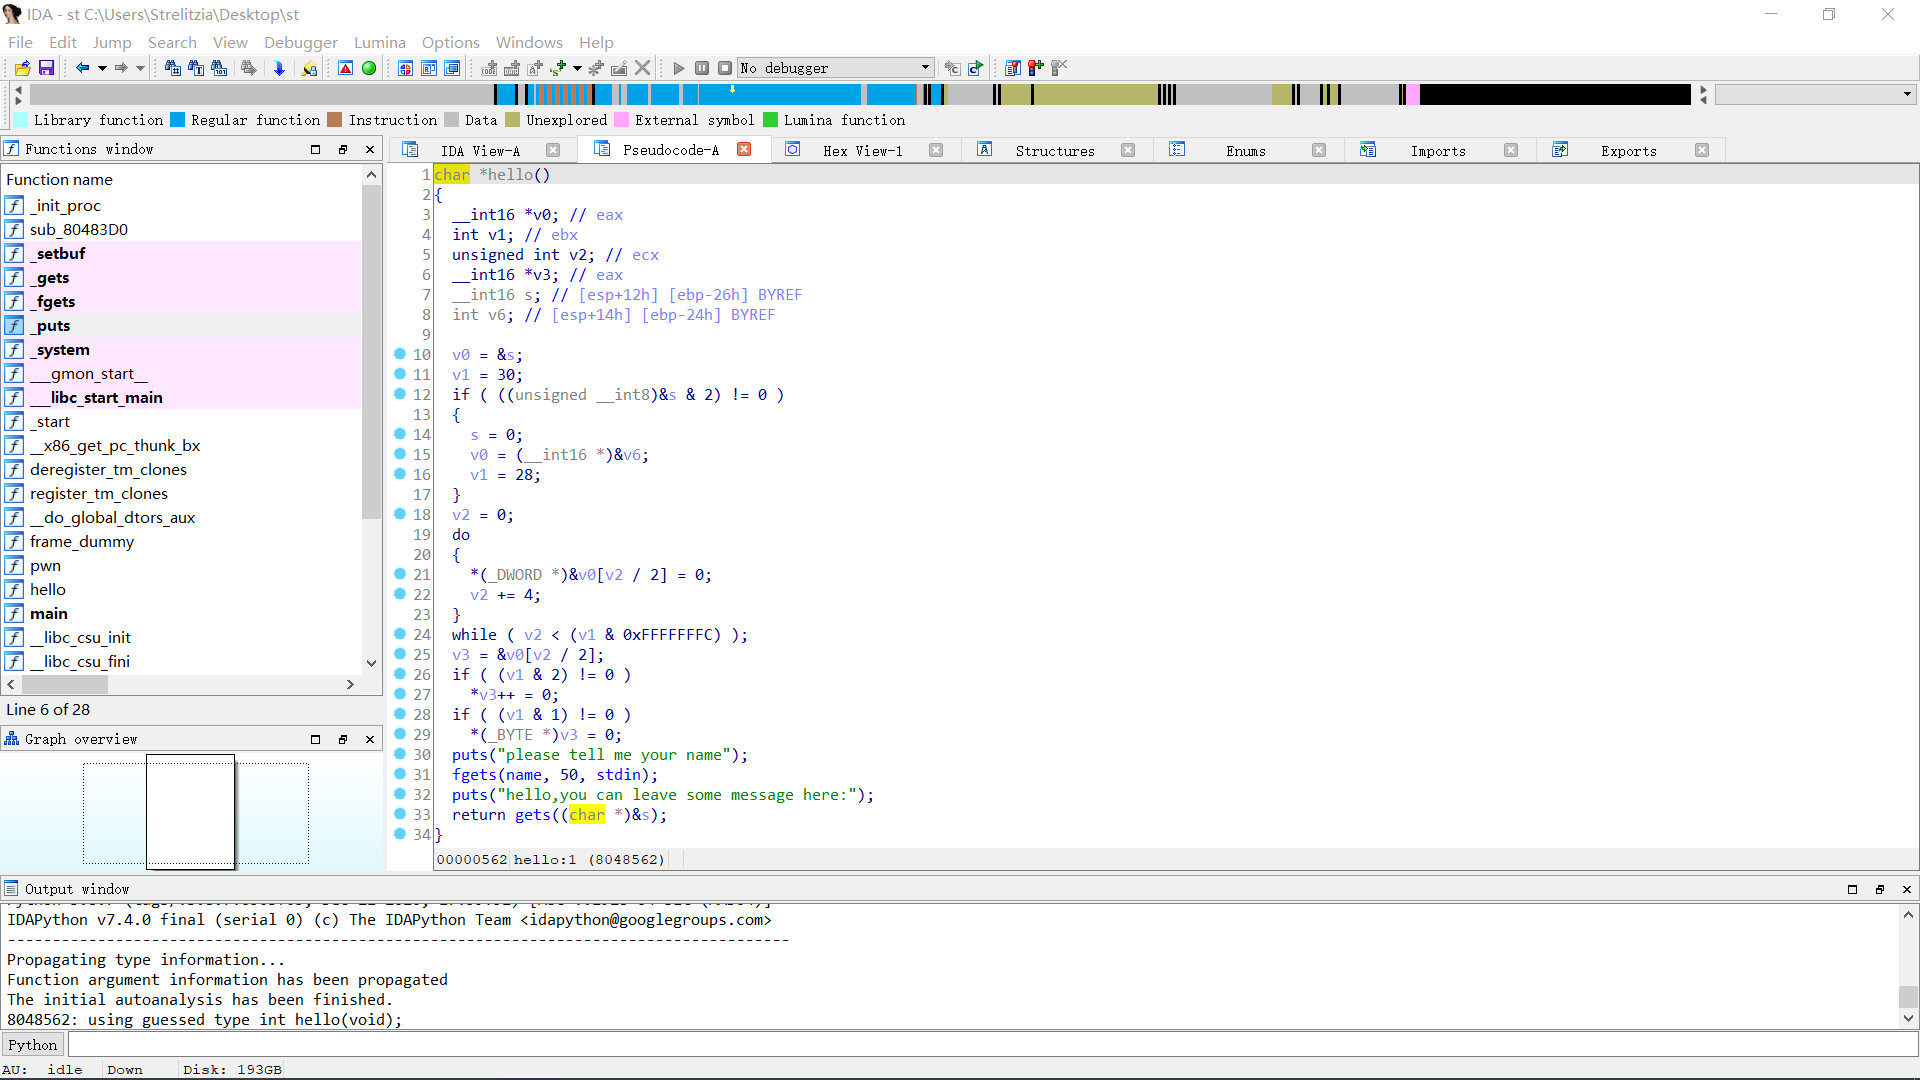 IDA - st C:\Users\Strelitzia\Desktop\st
File Edit Jump Search View Debugger Lumina Options Windows Help
No debugger
Library function Regular function Instruction Data Unexplored External symbol Lumina function
Functions window
Function name
_init_proc
sub_80483D0
_setbuf
_gets
_fgets
_puts
_system
___gmon_start__
___libc_start_main
_start
__x86_get_pc_thunk_bx
deregister_tm_clones
register_tm_clones
__do_global_dtors_aux
frame_dummy
pwn
hello
main
__libc_csu_init
__libc_csu_fini
Line 6 of 28
Graph overview
IDA View-A Pseudocode-A Hex View-1 Structures Enums Imports Exports
1 char *hello()
2 {
3 __int16 *v0; // eax
4 int v1; // ebx
5 unsigned int v2; // ecx
6 __int16 *v3; // eax
7 __int16 s; // [esp+12h] [ebp-26h] BYREF
8 int v6; // [esp+14h] [ebp-24h] BYREF
9
10 v0 = &s;
11 v1 = 30;
12 if ( ((unsigned __int8)&s & 2) != 0 )
13 {
14 s = 0;
15 v0 = (__int16 *)&v6;
16 v1 = 28;
17 }
18 v2 = 0;
19 do
20 {
21 *(_DWORD *)&v0[v2 / 2] = 0;
22 v2 += 4;
23 }
24 while ( v2 < (v1 & 0xFFFFFFFC) );
25 v3 = &v0[v2 / 2];
26 if ( (v1 & 2) != 0 )
27 *v3++ = 0;
28 if ( (v1 & 1) != 0 )
29 *(_BYTE *)v3 = 0;
30 puts("please tell me your name");
31 fgets(name, 50, stdin);
32 puts("hello,you can leave some message here:");
33 return gets((char *)&s);
34 }
00000562 hello:1 (8048562)
Output window
IDAPython v7.4.0 final (serial 0) (c) The IDAPython Team <idapython@googlegroups.com>
---------------------------------------------------------------------------------------
Propagating type information...
Function argument information has been propagated
The initial autoanalysis has been finished.
8048562: using guessed type int hello(void);
Python
AU: idle Down Disk: 193GB